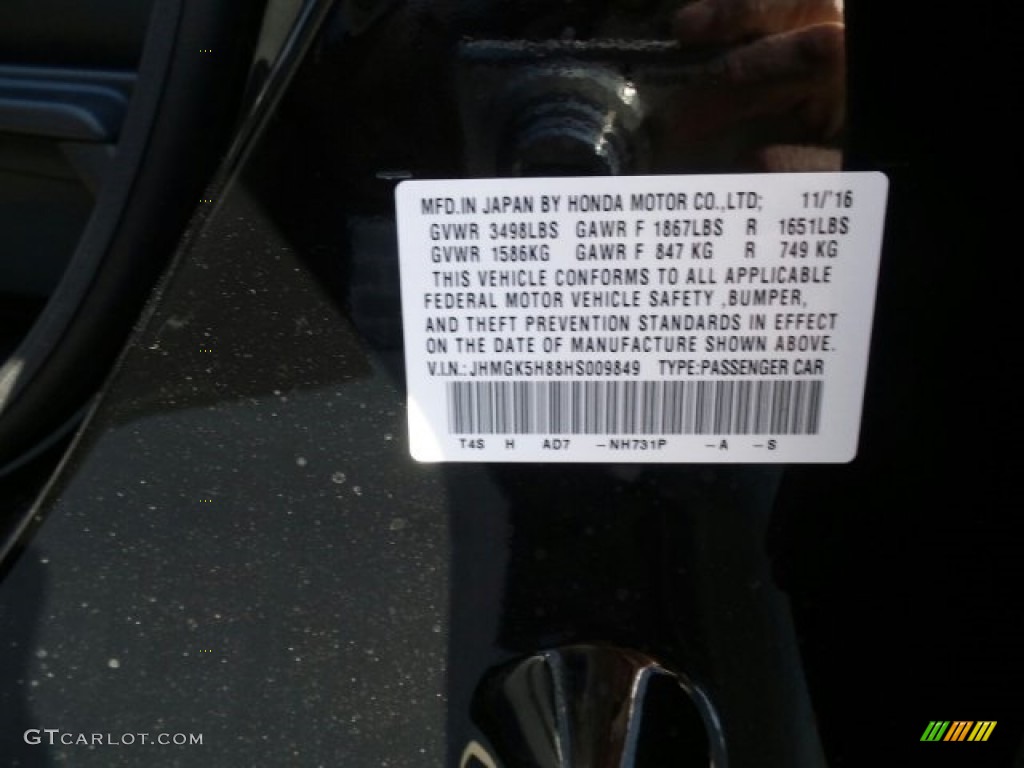 MFD.IN JAPAN BY HONDA MOTOR CO.,LTD; 11/'16
GVWR 3498LBS GAWR F 1867LBS R 1651LBS
GVWR 1586KG GAWR F 847 KG R 749 KG
THIS VEHICLE CONFORMS TO ALL APPLICABLE
FEDERAL MOTOR VEHICLE SAFETY ,BUMPER,
AND THEFT PREVENTION STANDARDS IN EFFECT
ON THE DATE OF MANUFACTURE SHOWN ABOVE.
V.I.N.: JHMGK5H88HS009849 TYPE:PASSENGER CAR
T4S H AD7 -NH731P -A -S
GTCARLOT.COM